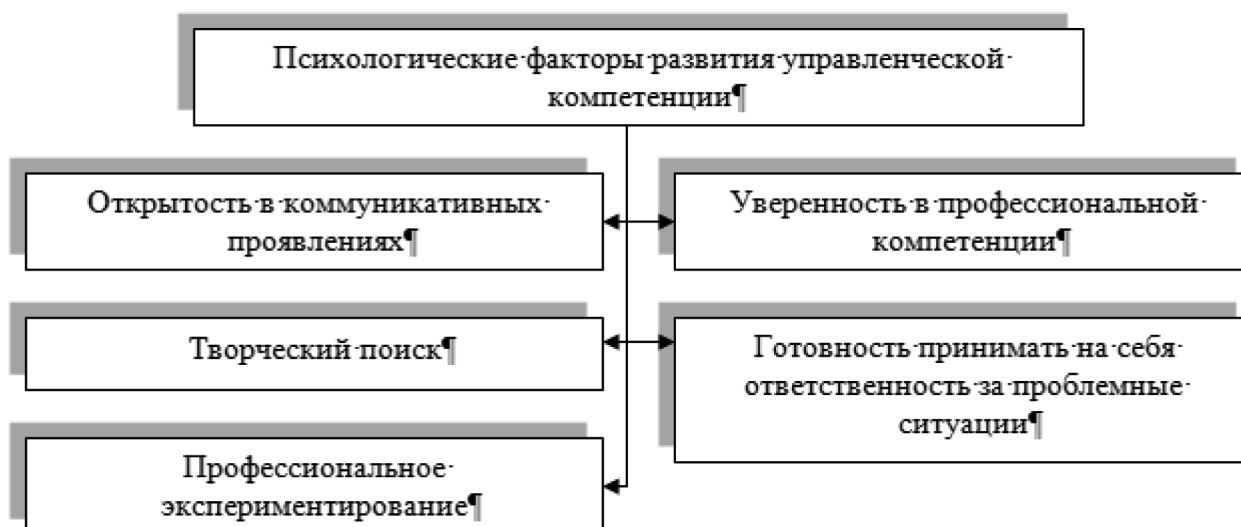 Психологические·факторы·развития·управленческой·
компетенции¶
Открытость·в·коммуникативных·
проявлениях¶
Уверенность·в·профессиональной·
компетенции¶
Творческий·поиск¶
Готовность·принимать·на·себя·
ответственность·за·проблемные·
ситуации¶
Профессиональное·
экспериментирование¶